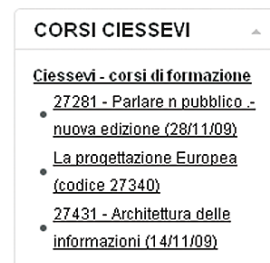 CORSI CIESSEVI
Ciessevi - corsi di formazione
27281 - Parlare n pubblico .-
nuova edizione (28/11/09)
La progettazione Europea
(codice 27340)
27431 - Architettura delle
informazioni (14/11/09)